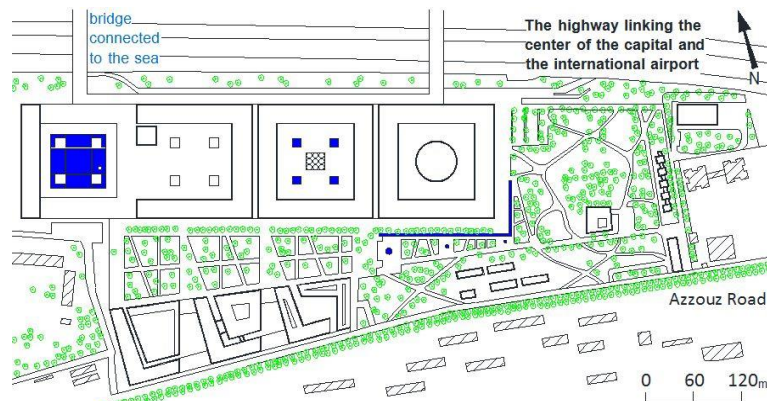 bridge
connected
to the sea
The highway linking the
center of the capital and
the international airport
N
Azzouz Road
0 60 120m